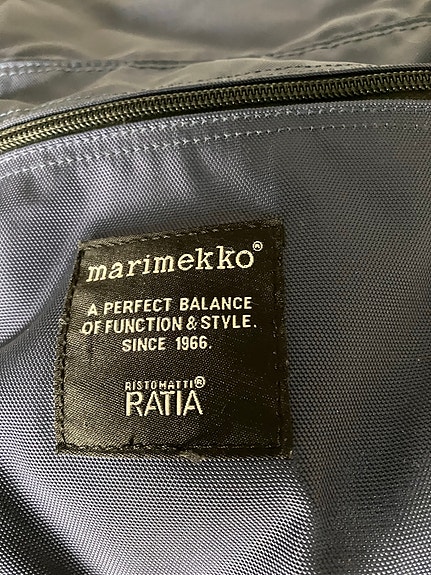 marimekko®
A PERFECT BALANCE
OF FUNCTION & STYLE.
SINCE 1966.
RISTOMATTI®
RATIA